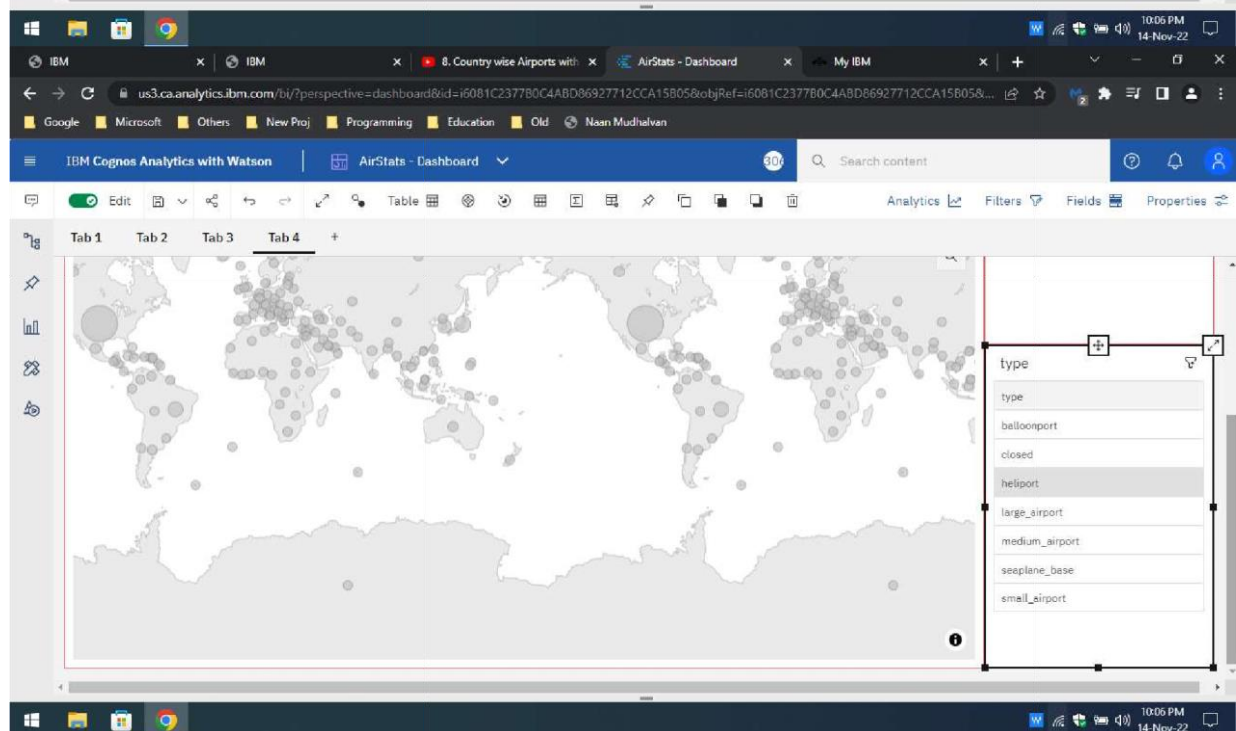 10:06 PM
14-Nov-22
IBM
IBM
8. Country wise Airports with
AirStats - Dashboard
My IBM
us3.ca.analytics.ibm.com/bi/?perspective=dashboard&id=i6081C2377B0C4ABD86927712CCA15B05&objRef=i6081C2377B0C4ABD86927712CCA15B05&...
2
Google Microsoft Others New Proj Programming Education Old Naan Mudhalvan
IBM Cognos Analytics with Watson
AirStats - Dashboard
306
Search content
Edit
Table
Analytics
Filters
Fields
Properties
Tab 1 Tab 2 Tab 3 Tab 4 +
type
type
balloonport
closed
heliport
large_airport
medium_airport
seaplane_base
small_airport
10:06 PM
14-Nov-22